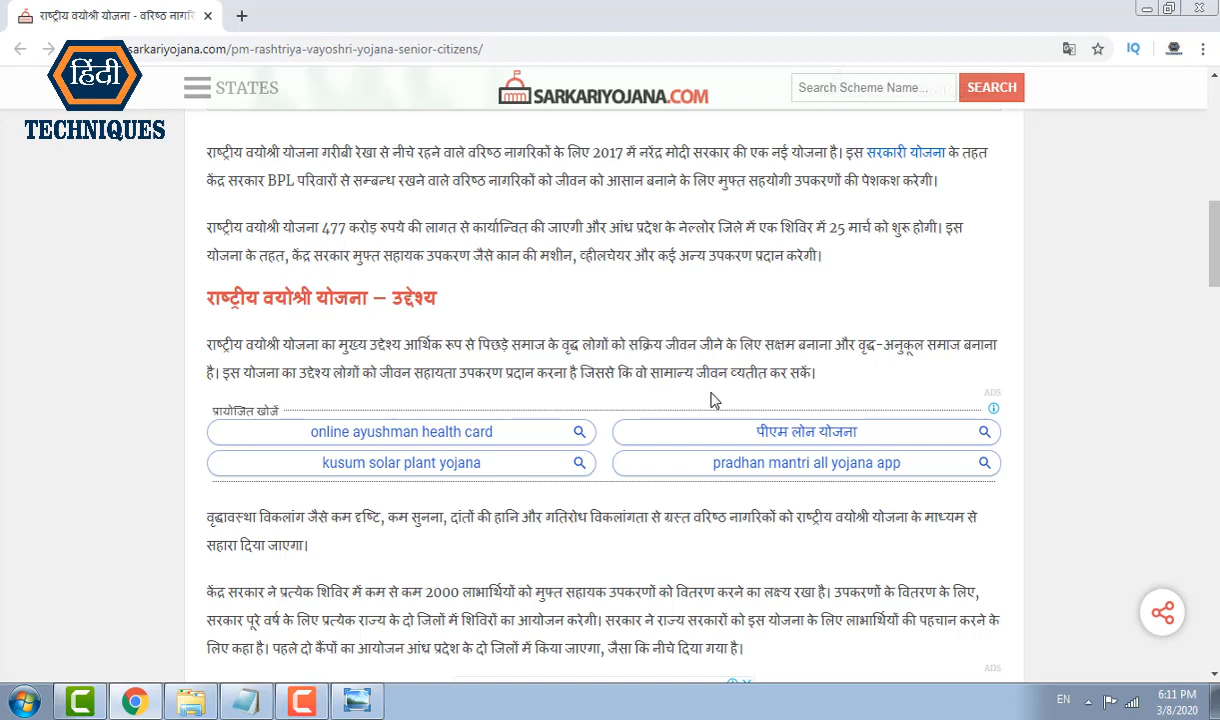 राष्ट्रीय वयोश्री योजना - वरिष्ठ नागरि
sarkariyojana.com/pm-rashtriya-vayoshri-yojana-senior-citizens/
IQ
हिंदी
TECHNIQUES
STATES
SARKARIYOJANA.COM
Search Scheme Name...
SEARCH
राष्ट्रीय वयोश्री योजना गरीबी रेखा से नीचे रहने वाले वरिष्ठ नागरिकों के लिए 2017 में नरेंद्र मोदी सरकार की एक नई योजना है। इस सरकारी योजना के तहत
केंद्र सरकार BPL परिवारों से सम्बन्ध रखने वाले वरिष्ठ नागरिकों को जीवन को आसान बनाने के लिए मुफ्त सहयोगी उपकरणों की पेशकश करेगी।
राष्ट्रीय वयोश्री योजना 477 करोड़ रुपये की लागत से कार्यान्वित की जाएगी और आंध्र प्रदेश के नेल्लोर जिले में एक शिविर में 25 मार्च को शुरू होगी। इस
योजना के तहत, केंद्र सरकार मुफ्त सहायक उपकरण जैसे कान की मशीन, व्हीलचेयर और कई अन्य उपकरण प्रदान करेगी।
राष्ट्रीय वयोश्री योजना – उद्देश्य
राष्ट्रीय वयोश्री योजना का मुख्य उद्देश्य आर्थिक रूप से पिछड़े समाज के वृद्ध लोगों को सक्रिय जीवन जीने के लिए सक्षम बनाना और वृद्ध-अनुकूल समाज बनाना
है। इस योजना का उद्देश्य लोगों को जीवन सहायता उपकरण प्रदान करना है जिससे कि वो सामान्य जीवन व्यतीत कर सकें।
ADS
प्रायोजित खोजें
online ayushman health card
पीएम लोन योजना
kusum solar plant yojana
pradhan mantri all yojana app
वृद्धावस्था विकलांग जैसे कम दृष्टि, कम सुनना, दांतों की हानि और गतिरोध विकलांगता से ग्रस्त वरिष्ठ नागरिकों को राष्ट्रीय वयोश्री योजना के माध्यम से
सहारा दिया जाएगा।
केंद्र सरकार ने प्रत्येक शिविर में कम से कम 2000 लाभार्थियों को मुफ्त सहायक उपकरणों को वितरण करने का लक्ष्य रखा है। उपकरणों के वितरण के लिए,
सरकार पूरे वर्ष के लिए प्रत्येक राज्य के दो जिलों में शिविरों का आयोजन करेगी। सरकार ने राज्य सरकारों को इस योजना के लिए लाभार्थियों की पहचान करने के
लिए कहा है। पहले दो कैंपों का आयोजन आंध्र प्रदेश के दो जिलों में किया जाएगा, जैसा कि नीचे दिया गया है।
ADS
EN
6:11 PM
3/8/2020